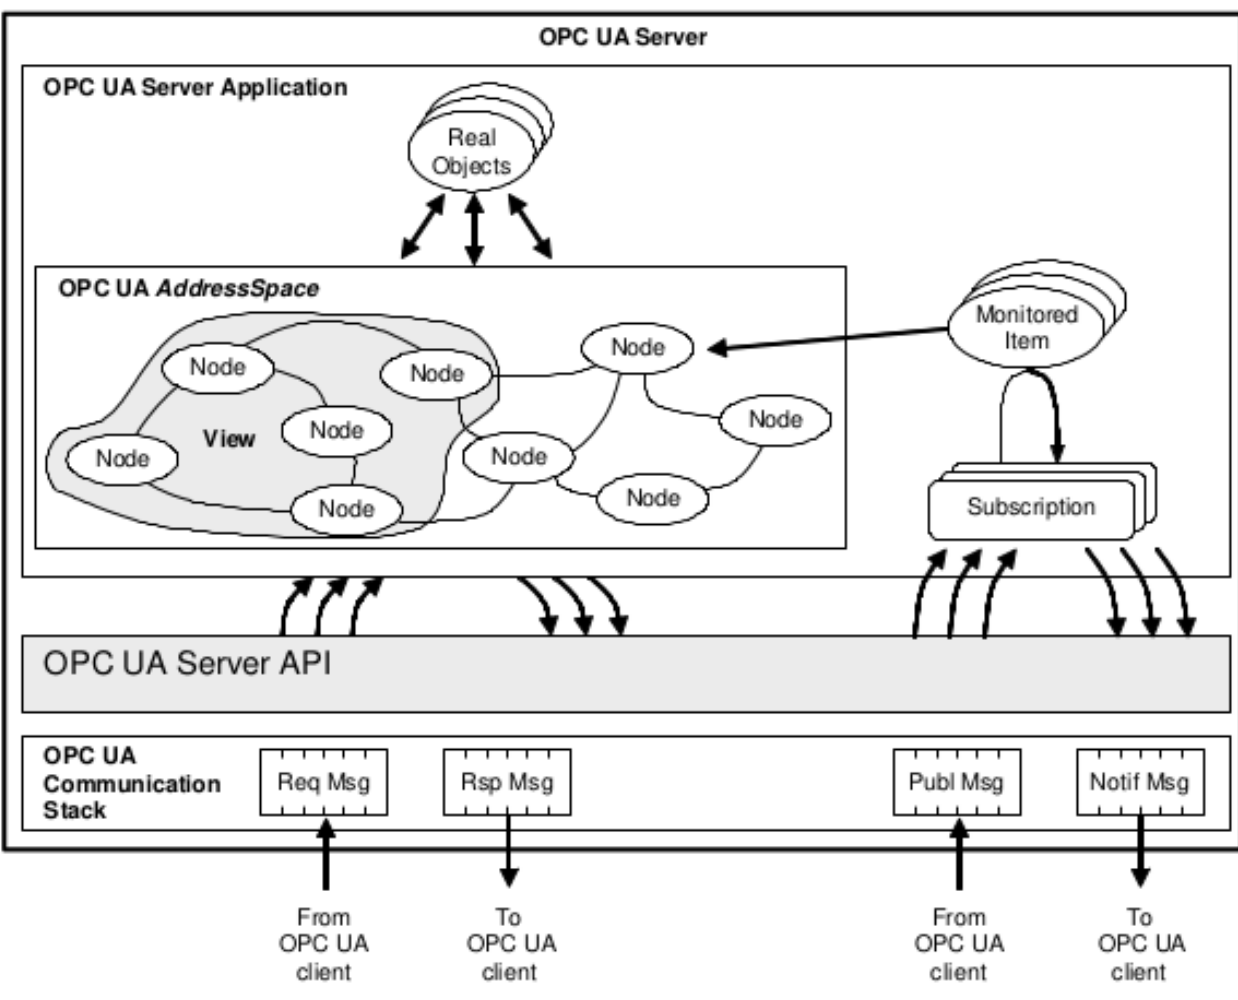 OPC UA Server
OPC UA Server Application
Real
Objects
OPC UA AddressSpace
Monitored
Item
Node
Node
Node
Node
Node
View
Node
Node
Node
Node
Node
Subscription
OPC UA Server API
OPC UA
Communication
Stack
Req Msg
Rsp Msg
Publ Msg
Notif Msg
From
OPC UA
client
To
OPC UA
client
From
OPC UA
client
To
OPC UA
client